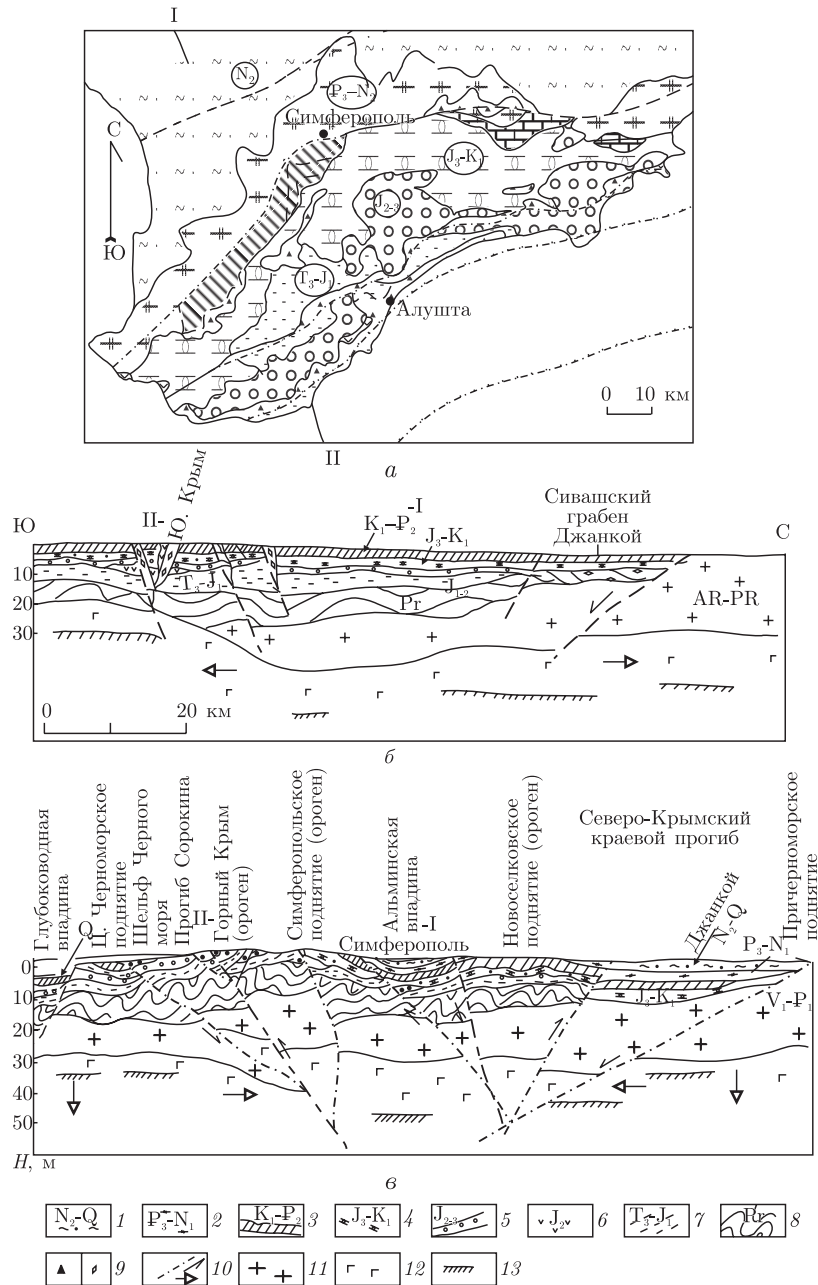 I
N₂
С
P₃–N₂
Симферополь
J₃-K₁
J₂₋₃
Ю
T₃-J₁
Алушта
0 10 км
II
а
Ю. Крым
Ю
II-
-I
K₁–P₂
J₃-K₁
Сивашский
грабен
Джанкой
С
T₃-J₁
J₁₋₂
10
20
30
Pr
AR-PR
0 20 км
б
Глубоководная
впадина
Ц. Черноморское
поднятие
Шельф Черного
моря
Прогиб Сорокина
II-
Горный Крым
(ороген)
Симферопольское
поднятие (ороген)
Альминская
впадина
-I
Симферополь
Новоселковское
поднятие (ороген)
Северо-Крымский
краевой прогиб
Джанкой
N₂-Q
Причерноморское
поднятие
Q
P₃-N₁
J₃-K₁
V₁-P₁
0
10
20
30
40
50
H, м
в
N₂-Q 1 P₃-N₁ 2 K₁-P₂ 3 J₃-K₁ 4 J₂₋₃ 5 J₂ 6 T₃-J₁ 7 Rr 8
9 10 11 12 13